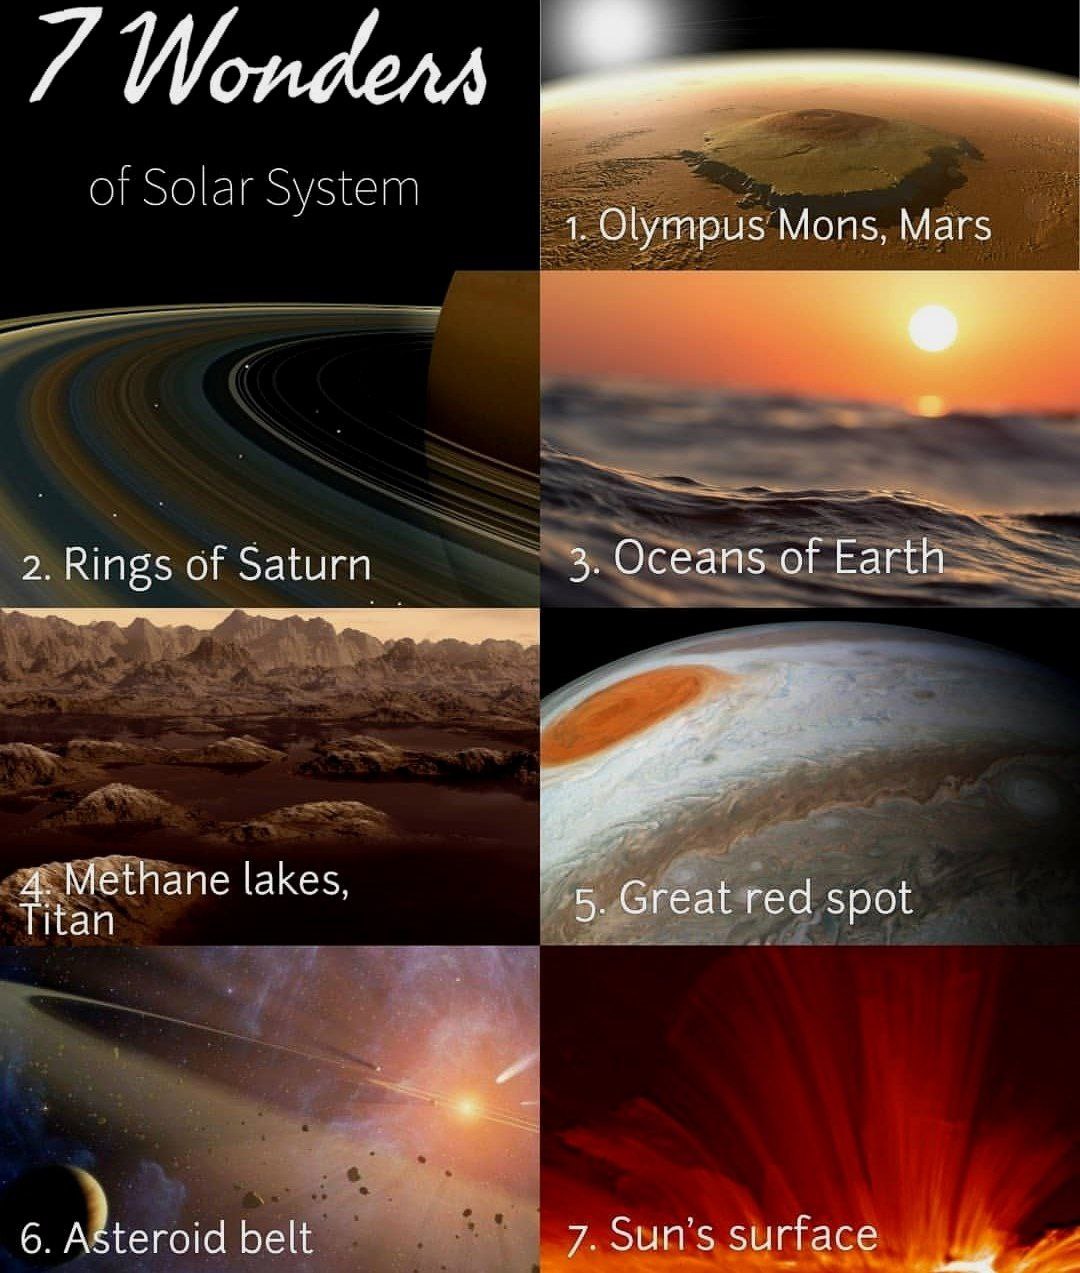 7 Wonders
of Solar System
1. Olympus Mons, Mars
2. Rings of Saturn
3. Oceans of Earth
4. Methane lakes,
Titan
5. Great red spot
6. Asteroid belt
7. Sun's surface